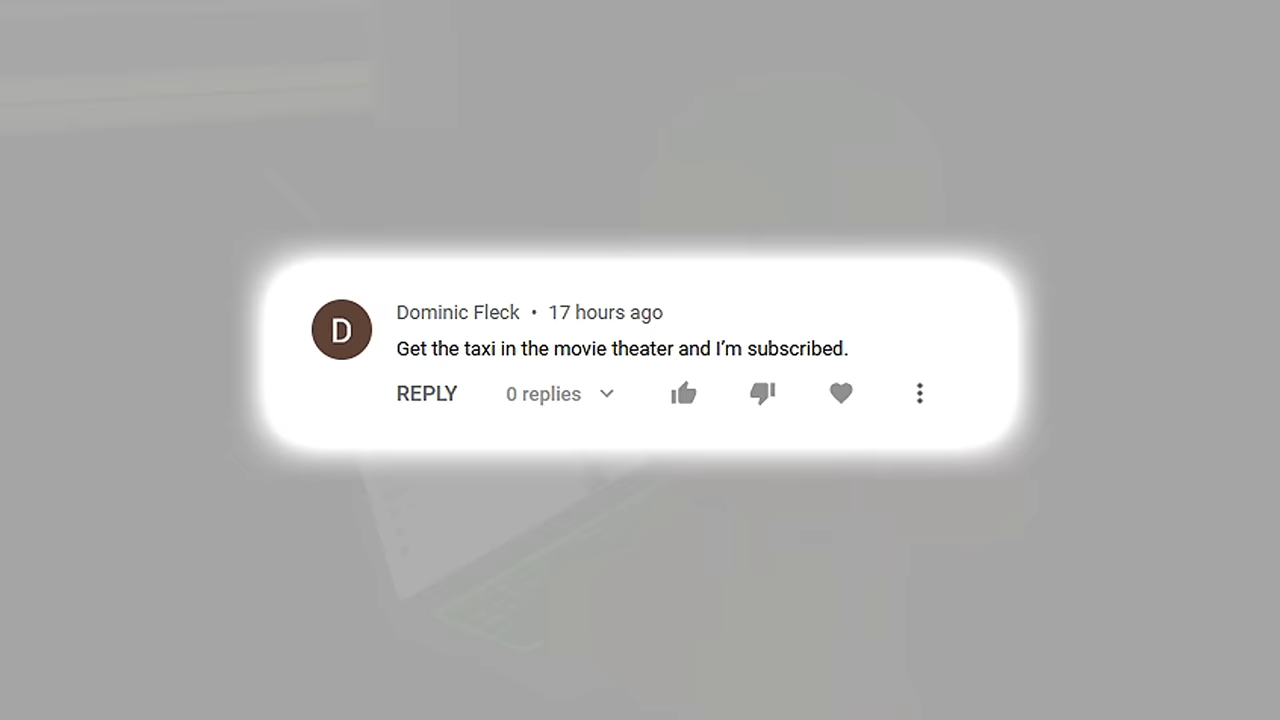 D
Dominic Fleck • 17 hours ago
Get the taxi in the movie theater and I’m subscribed.
REPLY 0 replies